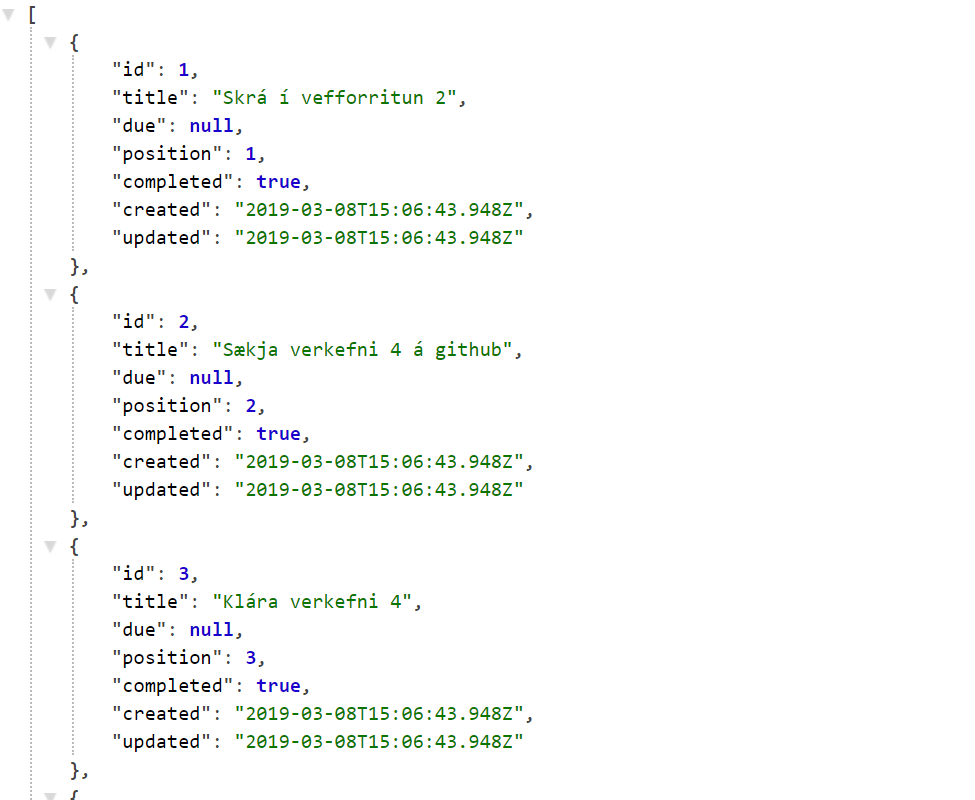 [
{
"id": 1,
"title": "Skrá í vefforritun 2",
"due": null,
"position": 1,
"completed": true,
"created": "2019-03-08T15:06:43.948Z",
"updated": "2019-03-08T15:06:43.948Z"
},
{
"id": 2,
"title": "Sækja verkefni 4 á github",
"due": null,
"position": 2,
"completed": true,
"created": "2019-03-08T15:06:43.948Z",
"updated": "2019-03-08T15:06:43.948Z"
},
{
"id": 3,
"title": "Klára verkefni 4",
"due": null,
"position": 3,
"completed": true,
"created": "2019-03-08T15:06:43.948Z",
"updated": "2019-03-08T15:06:43.948Z"
},
{